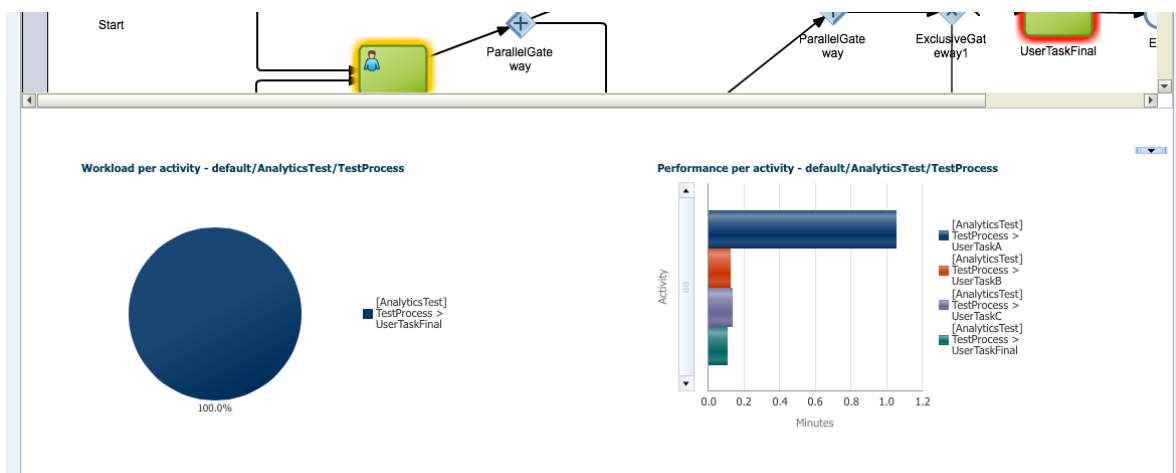 Start
ParallelGate
way
ParallelGate
way
ExclusiveGat
eway1
UserTaskFinal
E
Workload per activity - default/AnalyticsTest/TestProcess
[AnalyticsTest]
TestProcess >
UserTaskFinal
100.0%
Performance per activity - default/AnalyticsTest/TestProcess
Activity
[AnalyticsTest]
TestProcess >
UserTaskA
[AnalyticsTest]
TestProcess >
UserTaskB
[AnalyticsTest]
TestProcess >
UserTaskC
[AnalyticsTest]
TestProcess >
UserTaskFinal
0.0 0.2 0.4 0.6 0.8 1.0 1.2
Minutes